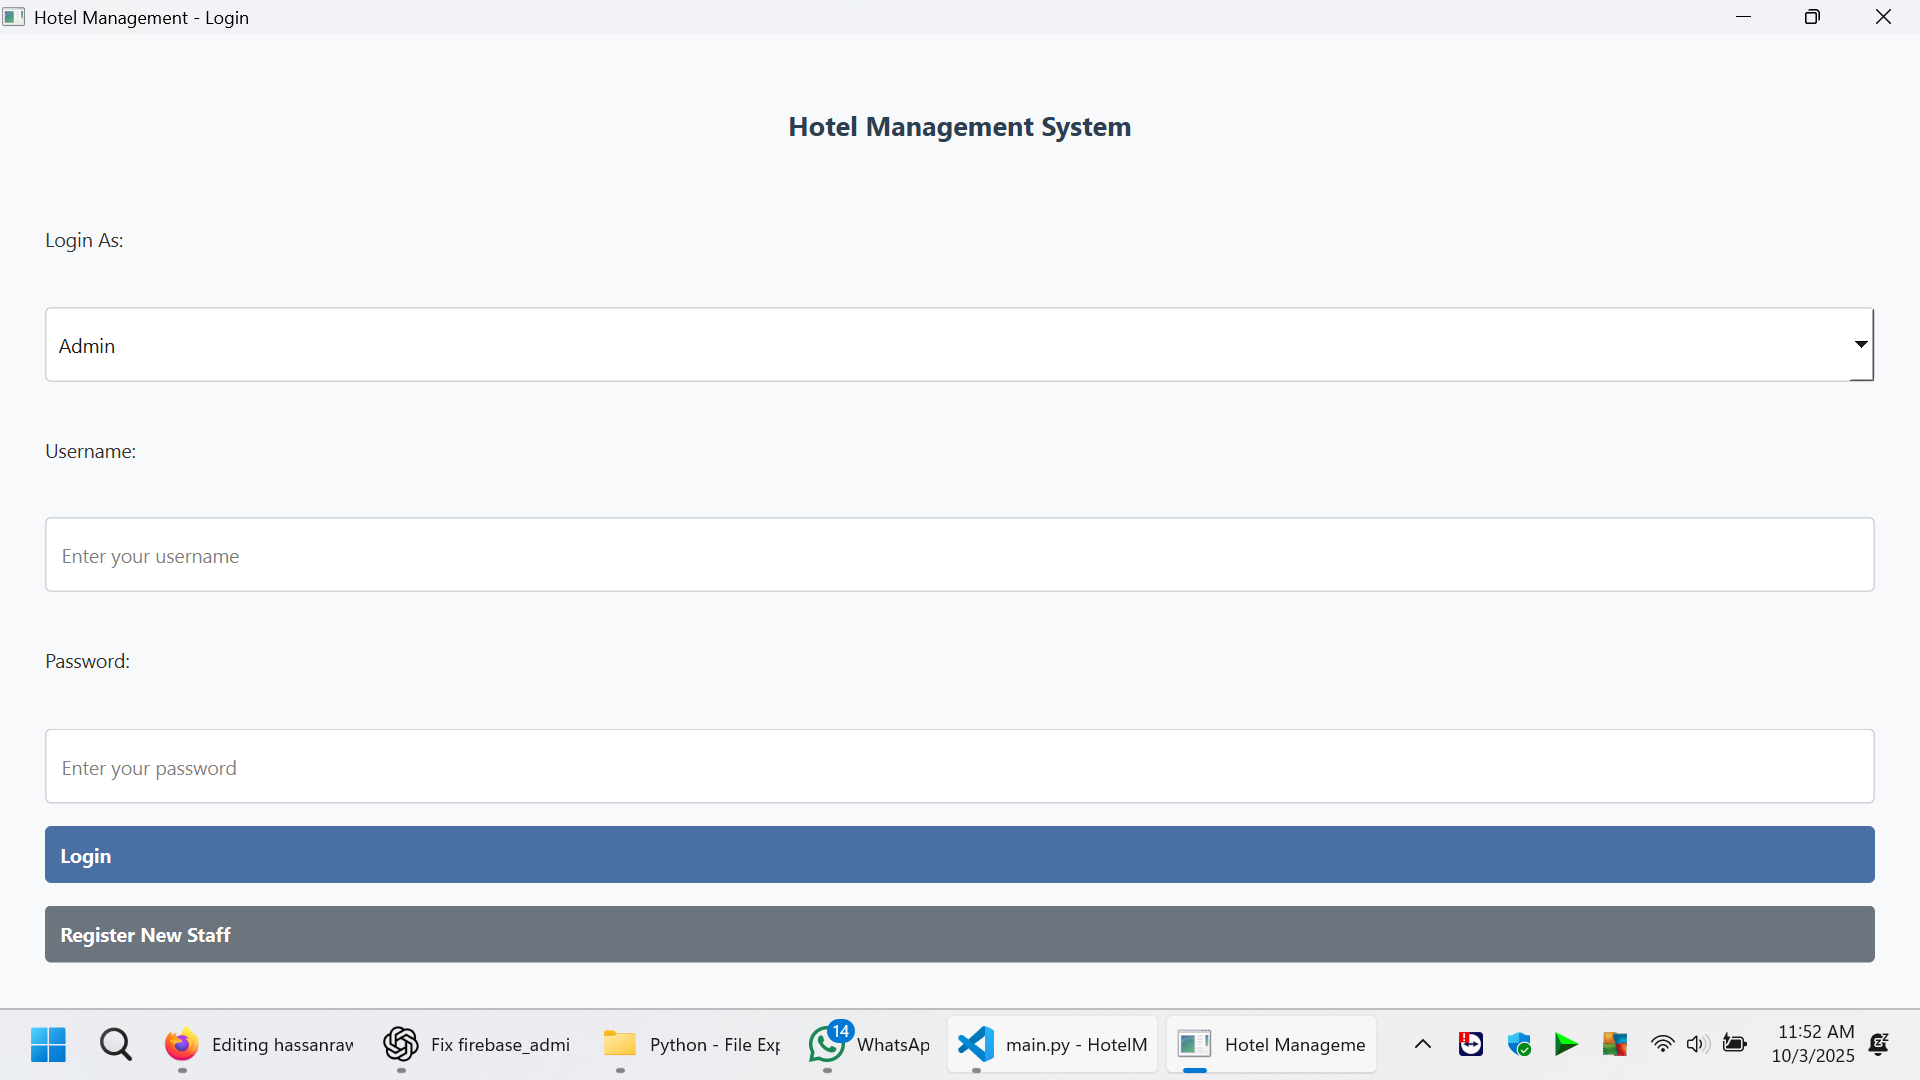 Hotel Management - Login
Hotel Management System
Login As:
Admin
Username:
Enter your username
Password:
Enter your password
Login
Register New Staff
Editing hassanrav
Fix firebase_admi
Python - File Exp
14
WhatsAp
main.py - HotelM
Hotel Manageme
11:52 AM
10/3/2025